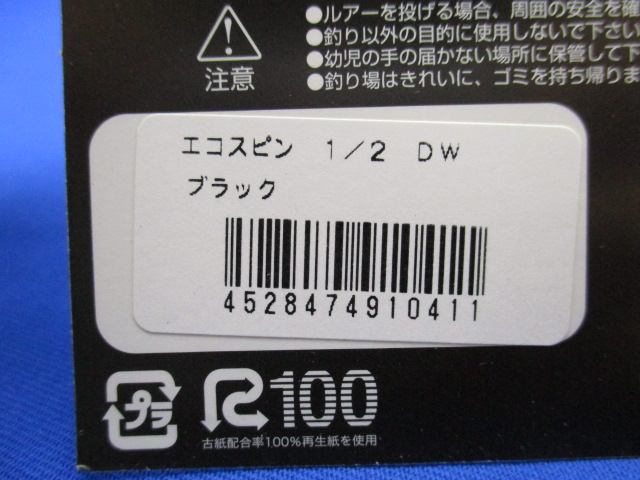 ●ルアーを投げる場合、周囲の安全を確
●釣り以外の目的に使用しないで下さい
●幼児の手の届かない場所に保管して下
●釣り場はきれいに、ゴミを持ち帰りま
注意
エコスピン 1/2 DW
ブラック
4528474910411
プラ
R100
古紙配合率100%再生紙を使用